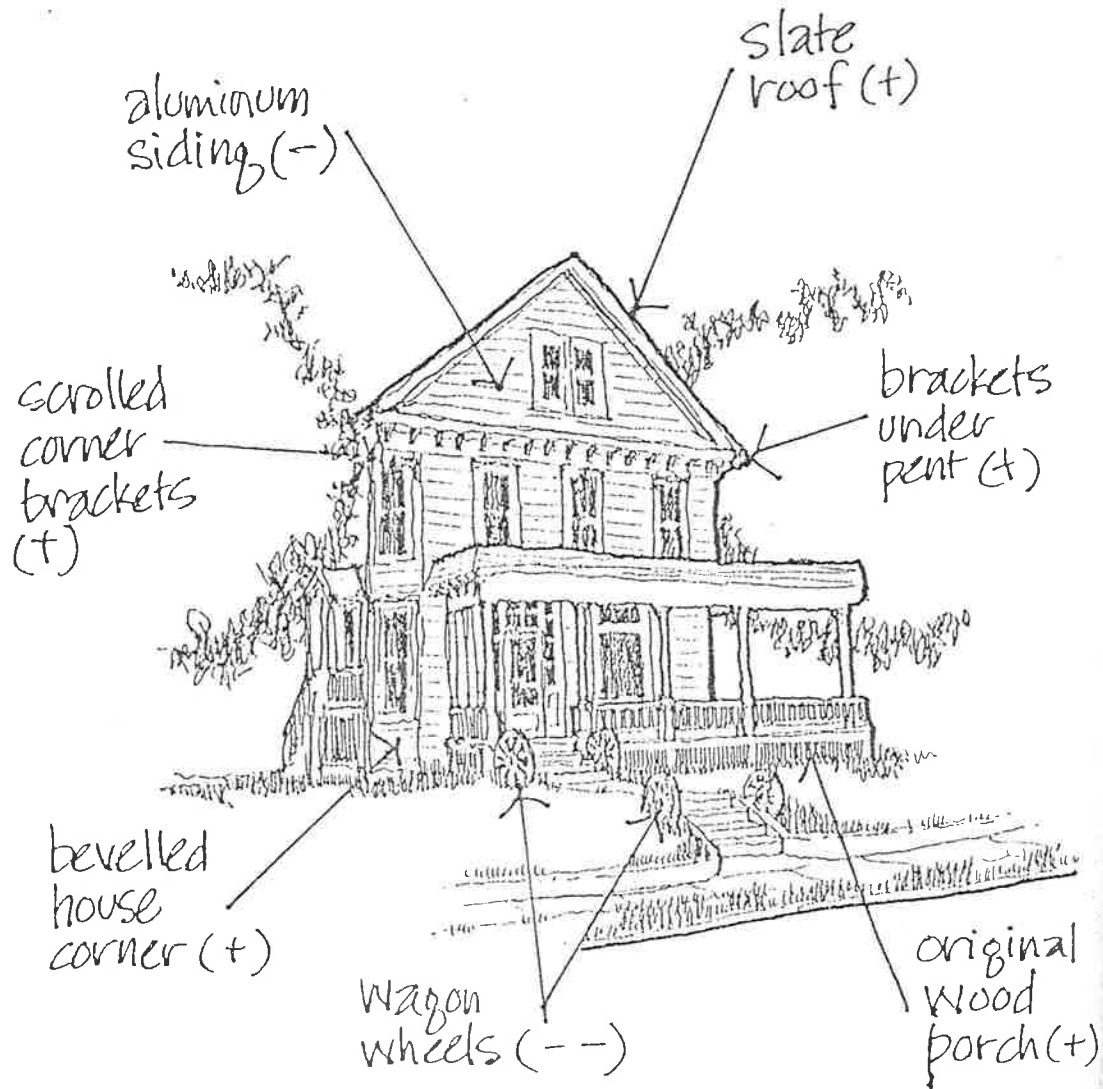 slate
roof (+)
aluminum
siding (-)
scrolled
corner
brackets
(+)
brackets
under
pent (+)
bevelled
house
corner (+)
wagon
wheels (--)
original
wood
porch (+)